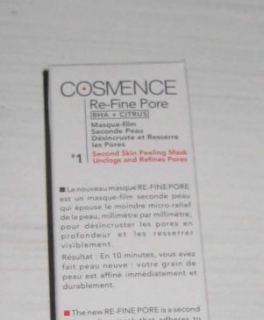 COSMENCE
Re-Fine Pore
BHA + CITRUS
Masque-film
Seconde Peau
Désincruste et Resserre
les Pores
#1 Second Skin Peeling Mask
Unclogs and Refines Pores
■ Le nouveau masque RE-FINE PORE
est un masque-film seconde peau
qui épouse le moindre micro-relief
de la peau, millimètre par millimètre,
pour désincruster les pores en
profondeur et les resserrer
visiblement.
Résultat : En 10 minutes, vous avez
fait peau neuve : votre grain de
peau est affiné immédiatement et
durablement.
■ The new RE-FINE PORE is a second
that adheres to